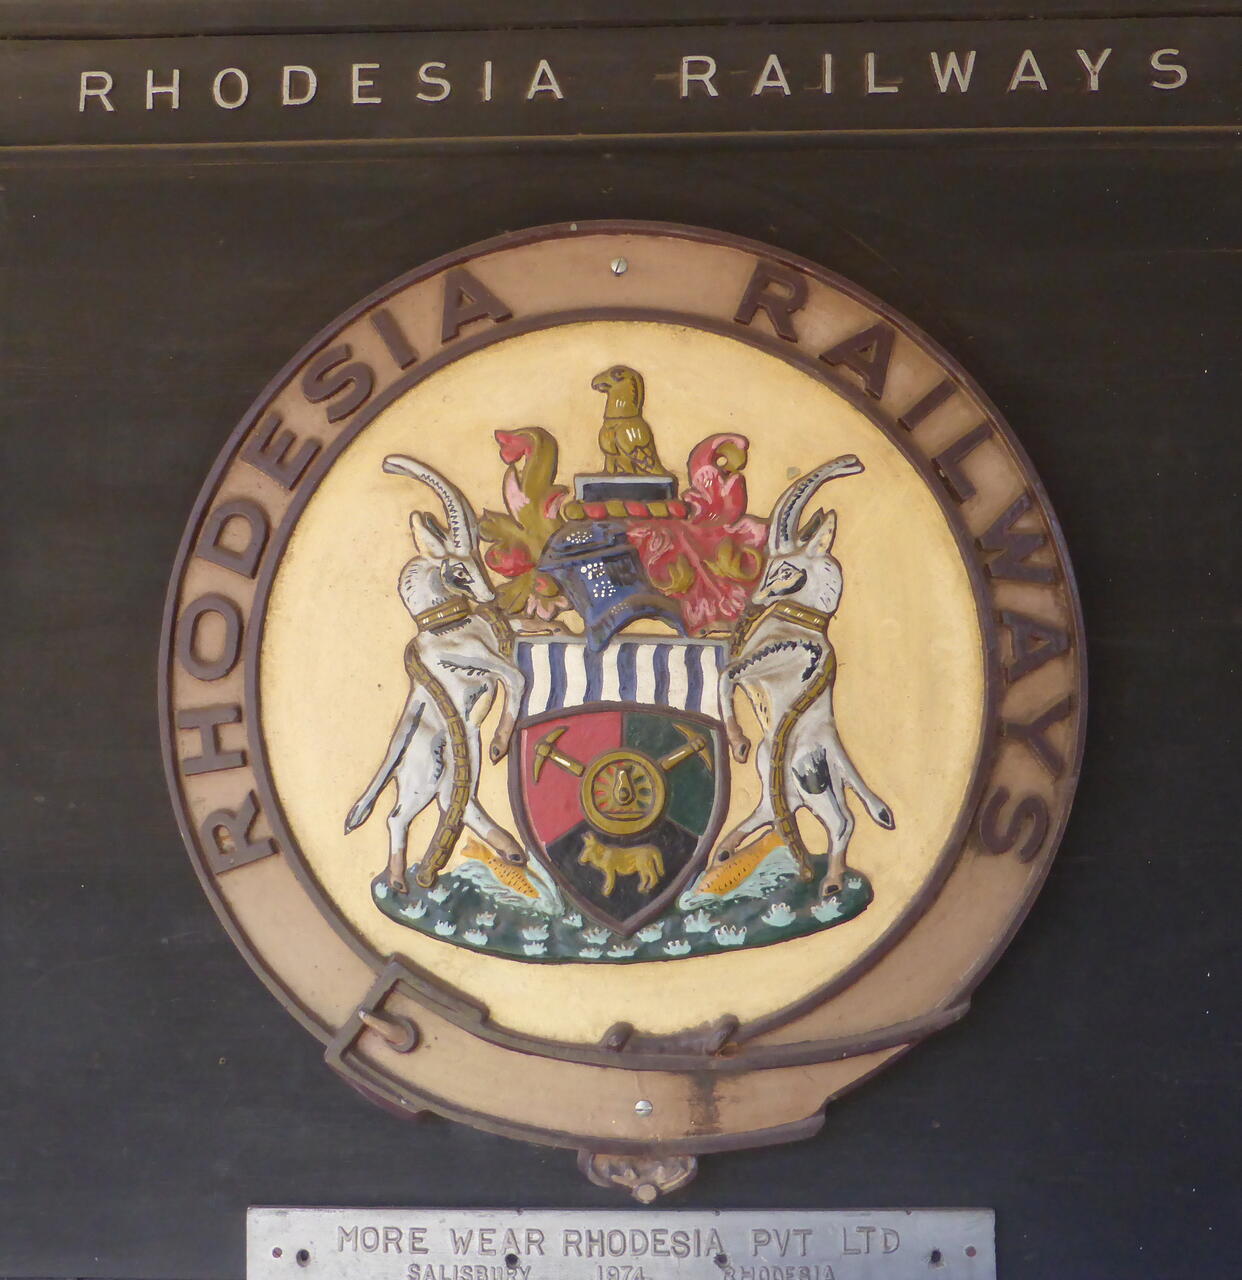 RHODESIA RAILWAYS
RHODESIA RAILWAYS
MORE WEAR RHODESIA PVT LTD
SALISBURY 1974 RHODESIA